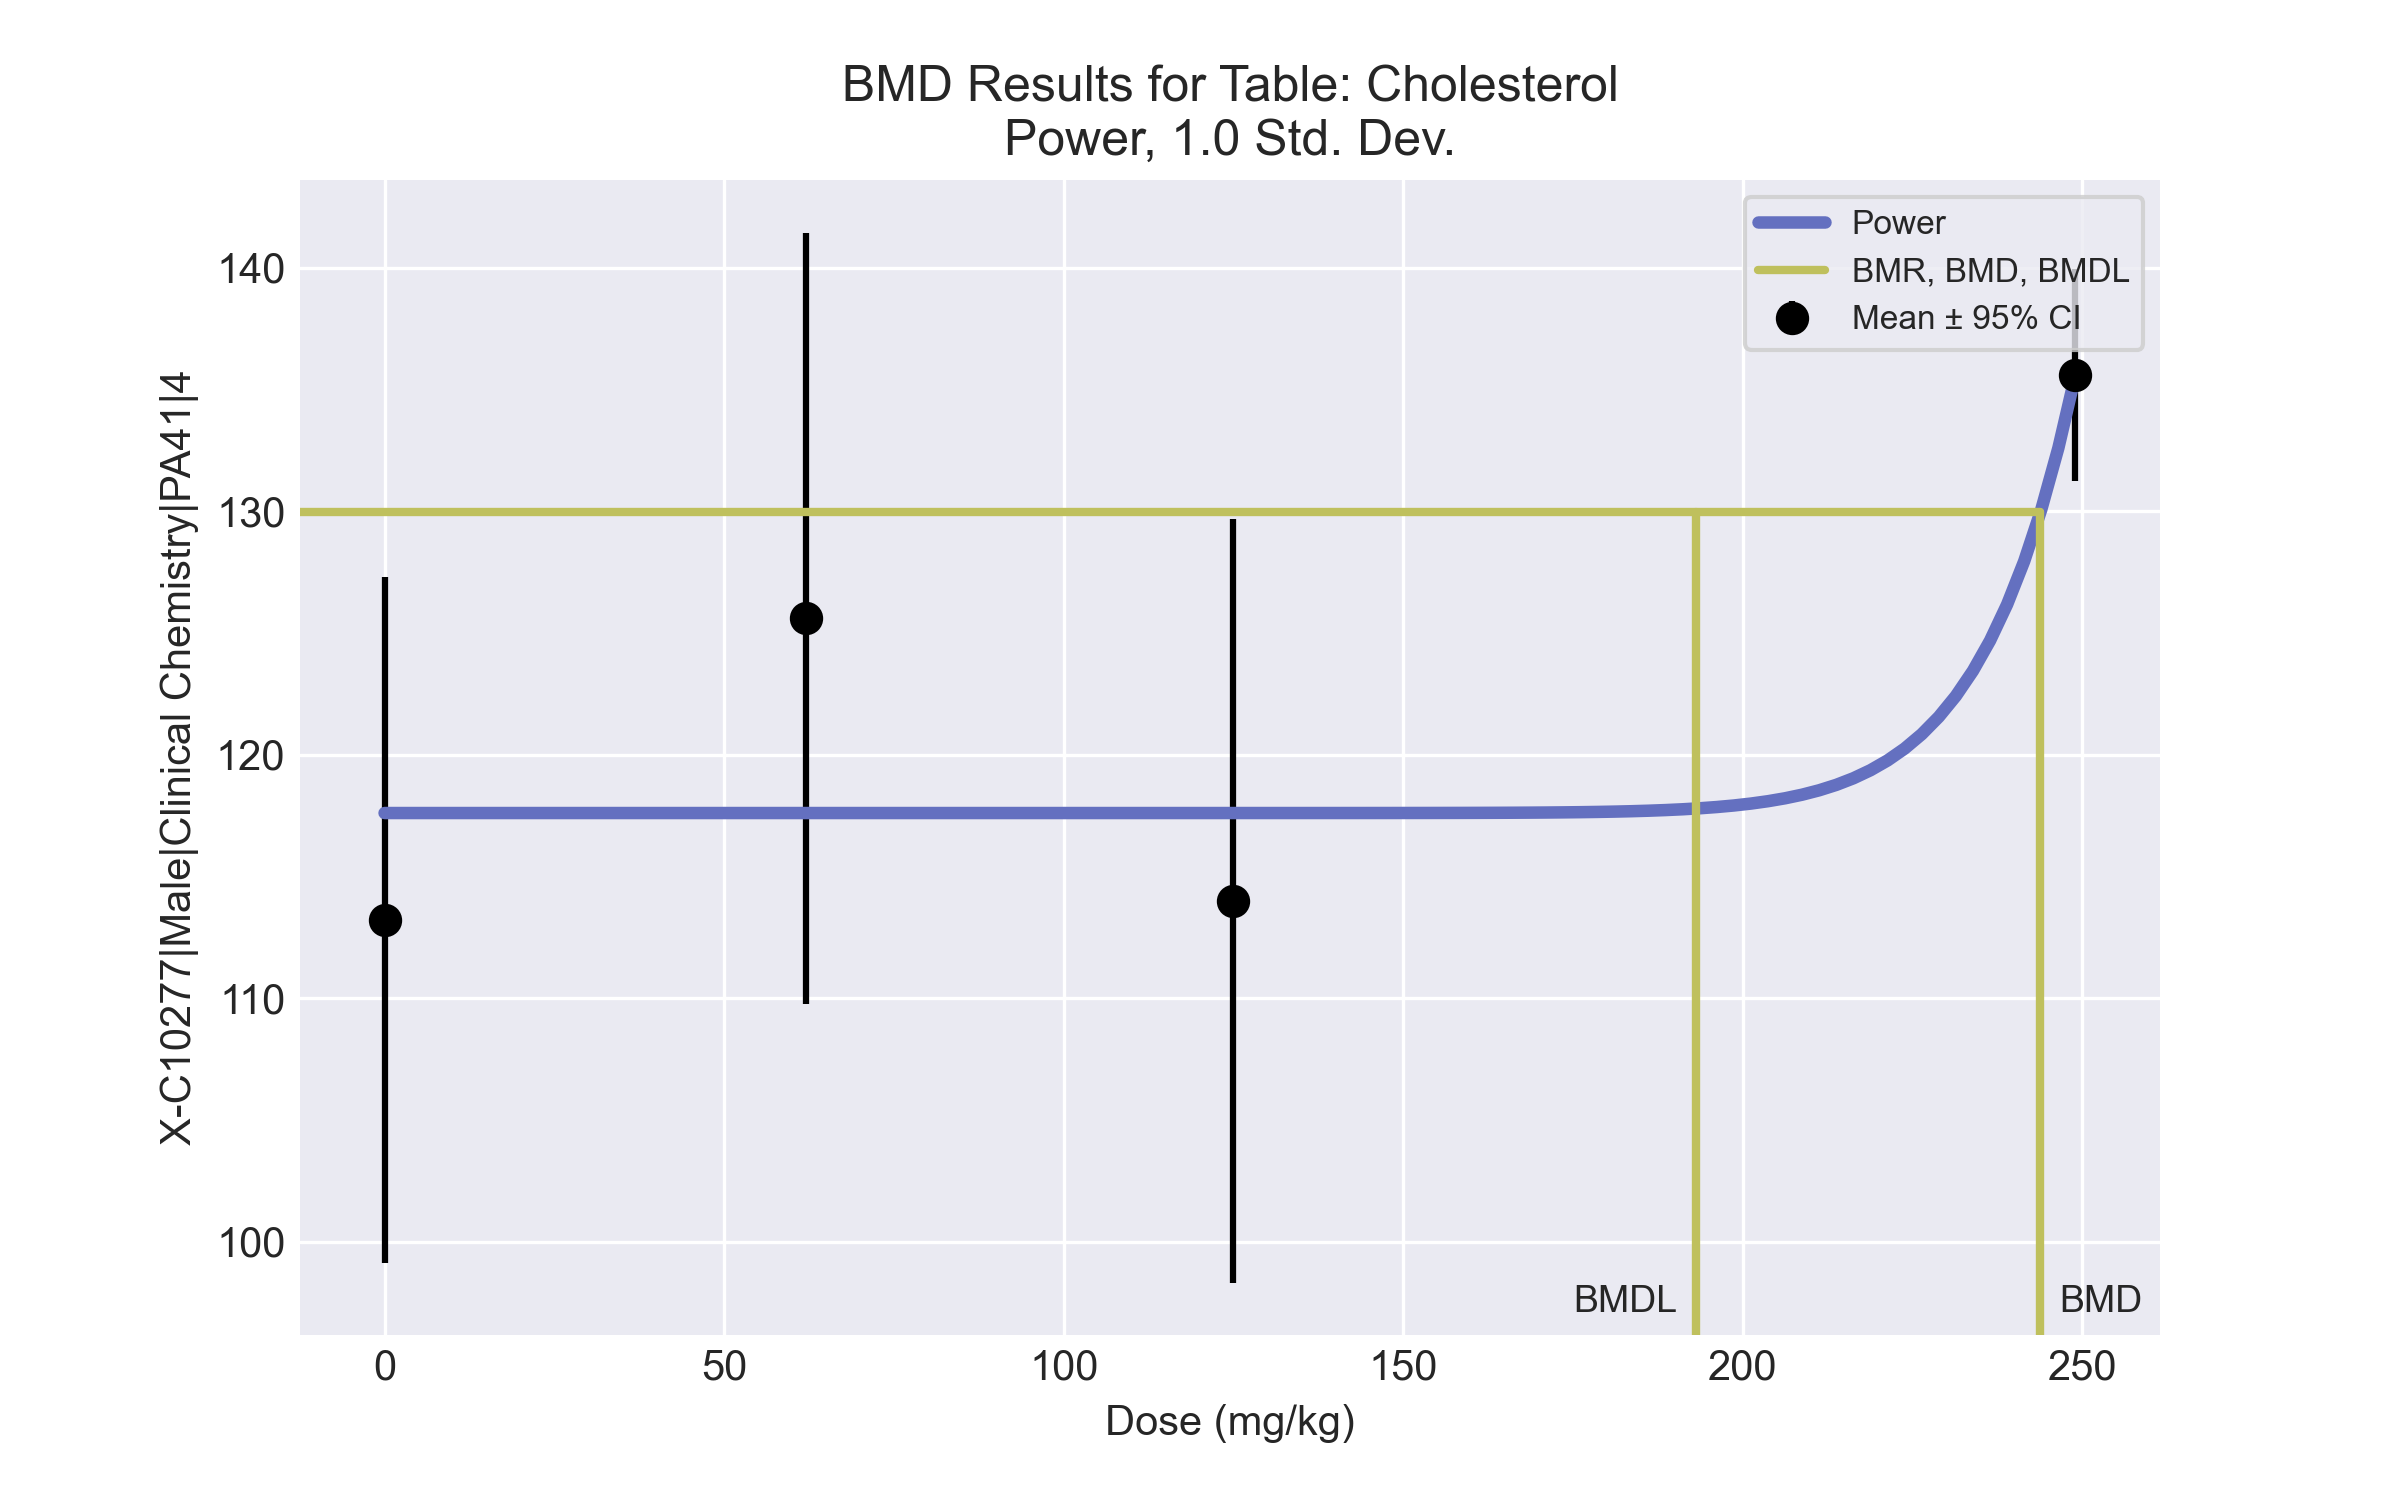 BMD Results for Table: Cholesterol
Power, 1.0 Std. Dev.
Power
BMR, BMD, BMDL
Mean ± 95% CI
X-C10277|Male|Clinical Chemistry|PA41|4
140
130
120
110
100
BMDL
BMD
0
50
100
150
200
250
Dose (mg/kg)